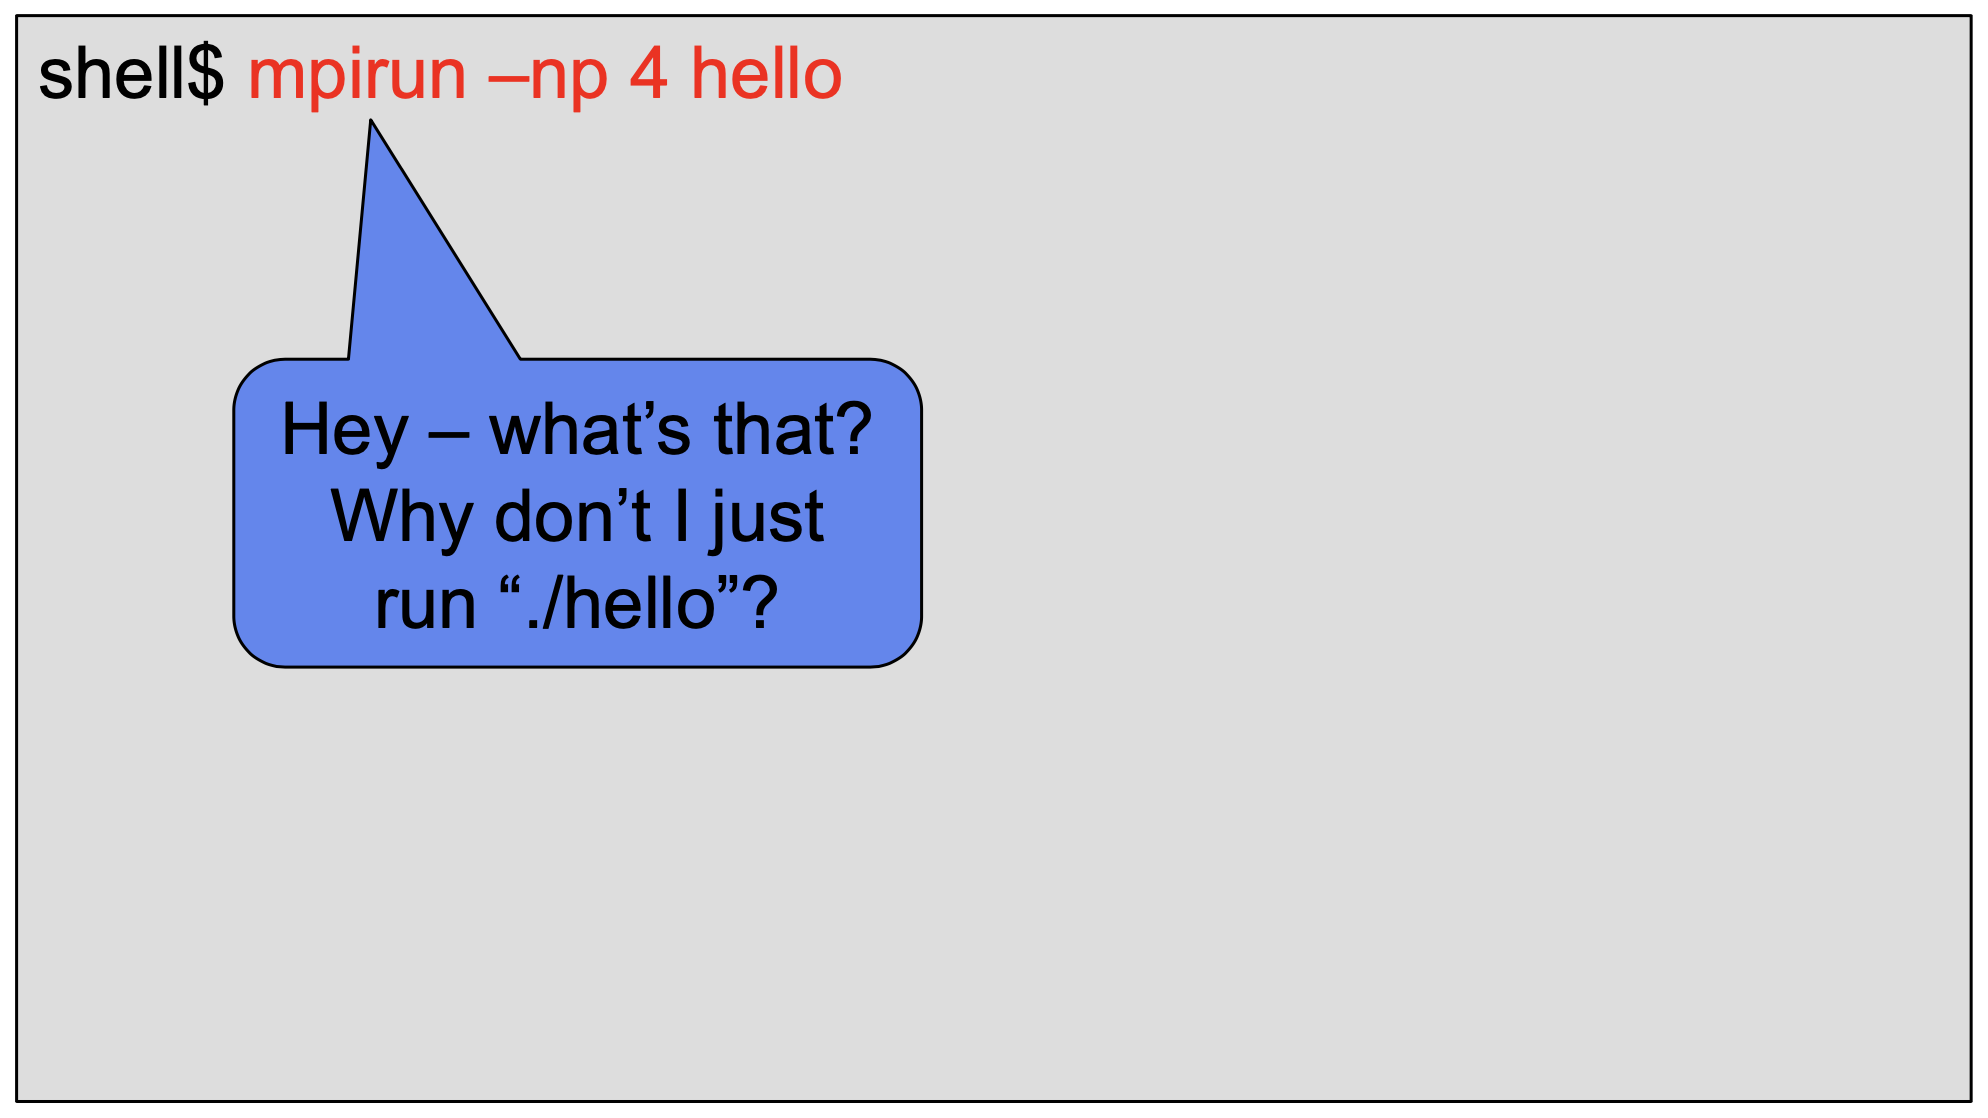 shell$ mpirun –np 4 hello
Hey – what’s that?
Why don’t I just
run “./hello”?